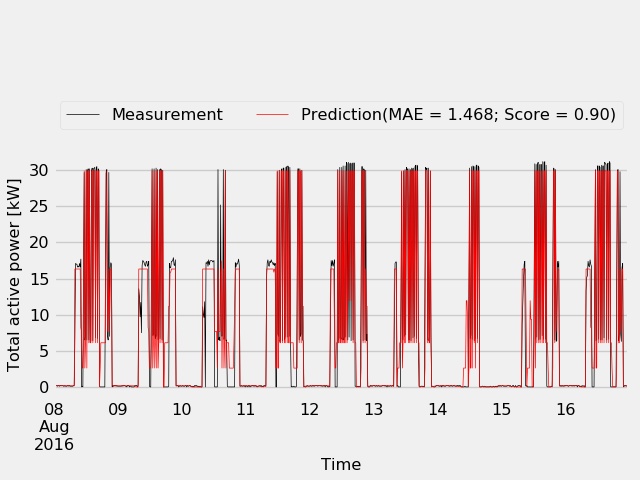 Measurement
Prediction(MAE = 1.468; Score = 0.90)
Total active power [kW]
30
25
20
15
10
5
0
08 09 10 11 12 13 14 15 16
Aug
2016
Time